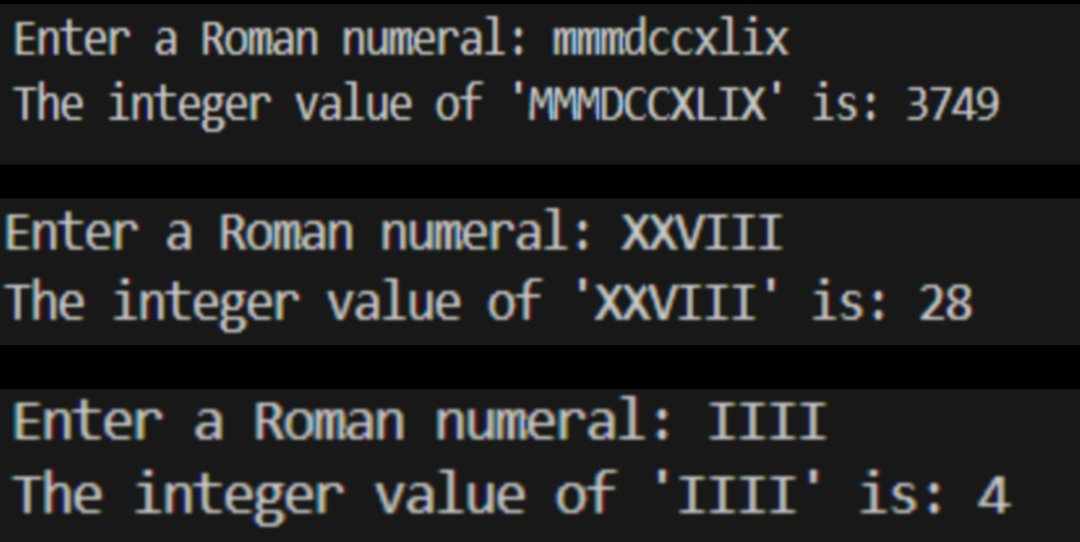 Enter a Roman numeral: mmmdccxlix
The integer value of 'MMMDCCXLIX' is: 3749
Enter a Roman numeral: XXVIII
The integer value of 'XXVIII' is: 28
Enter a Roman numeral: IIII
The integer value of 'IIII' is: 4